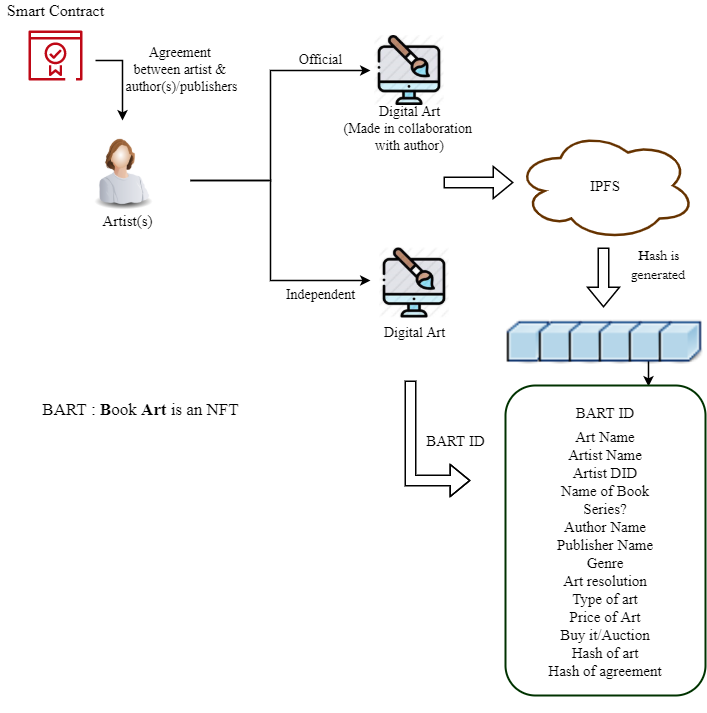 Smart Contract
Agreement
between artist &
author(s)/publishers
Artist(s)
Official
Digital Art
(Made in collaboration
with author)
Independent
Digital Art
IPFS
Hash is
generated
BART : Book Art is an NFT
BART ID
BART ID
Art Name
Artist Name
Artist DID
Name of Book
Series?
Author Name
Publisher Name
Genre
Art resolution
Type of art
Price of Art
Buy it/Auction
Hash of art
Hash of agreement